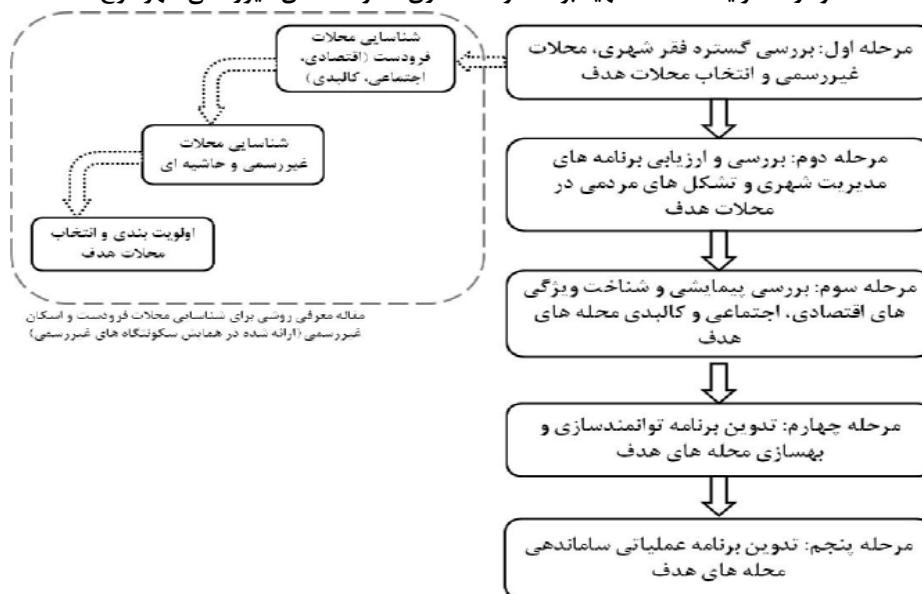 مرحله اول: بررسی گستره فقر شهری، محلات
غیررسمی و انتخاب محلات هدف
مرحله دوم: بررسی و ارزیابی برنامه های
مدیریت شهری و تشکل های مردمی در
محلات هدف
مرحله سوم: بررسی پیمایشی و شناخت ویژگی
های اقتصادی، اجتماعی و کالبدی محله های
هدف
مرحله چهارم: تدوین برنامه توانمندسازی و
بهسازی محله های هدف
مرحله پنجم: تدوین برنامه عملیاتی ساماندهی
محله های هدف
شناسایی محلات
فرودست (اقتصادی،
اجتماعی، کالبدی)
شناسایی محلات
غیررسمی و حاشیه ای
اولویت بندی و انتخاب
محلات هدف
مقاله معرفی روشی برای شناسایی محلات فرودست و اسکان
غیررسمی (ارائه شده در همایش سکونتگاه های غیررسمی)